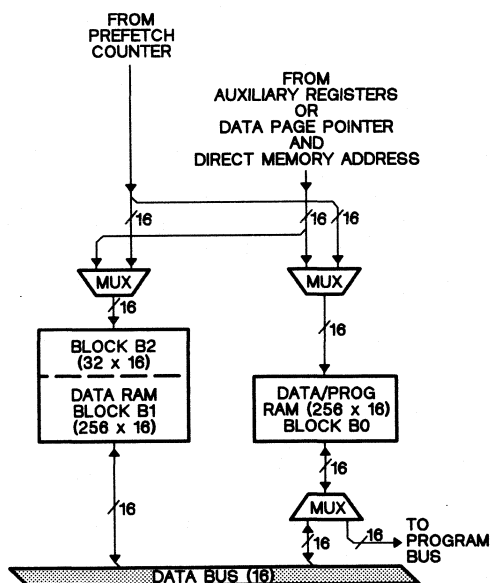 FROM
PREFETCH
COUNTER
FROM
AUXILIARY REGISTERS
OR
DATA PAGE POINTER
AND
DIRECT MEMORY ADDRESS
16
16
16
MUX
MUX
16
16
BLOCK B2
(32 x 16)
DATA RAM
BLOCK B1
(256 x 16)
DATA/PROG
RAM (256 x 16)
BLOCK B0
16
16
MUX
16
16
TO
PROGRAM
BUS
DATA BUS (16)